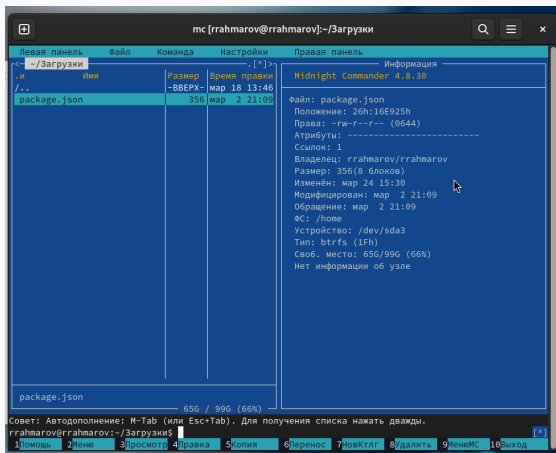 mc [rrahmarov@rrahmarov]:~/Загрузки
Левая панель Файл Команда Настройки Правая панель
<─ ~/Загрузки ─.[^]>
.и Имя Размер Время правки
/.. -ВВЕРХ- мар 18 13:46
package.json 356 мар 2 21:09
package.json
65G / 99G (66%)
Информация
Midnight Commander 4.8.30
Файл: package.json
Положение: 26h:16E925h
Права: -rw-r--r-- (0644)
Атрибуты: ----------------------
Ссылок: 1
Владелец: rrahmarov/rrahmarov
Размер: 356(8 блоков)
Изменён: мар 24 15:30
Модифицирован: мар 2 21:09
Обращение: мар 2 21:09
ФС: /home
Устройство: /dev/sda3
Тип: btrfs (1Fh)
Своб. место: 65G/99G (66%)
Нет информации об узле
Совет: Автодополнение: M-Tab (или Esc+Tab). Для получения списка нажать дважды.
rrahmarov@rrahmarov:~/Загрузки$ [^]
1Помощь 2Меню 3Просмотр 4Правка 5Копия 6Перенос 7НовКтлг 8Удалить 9МенюMC 10Выход